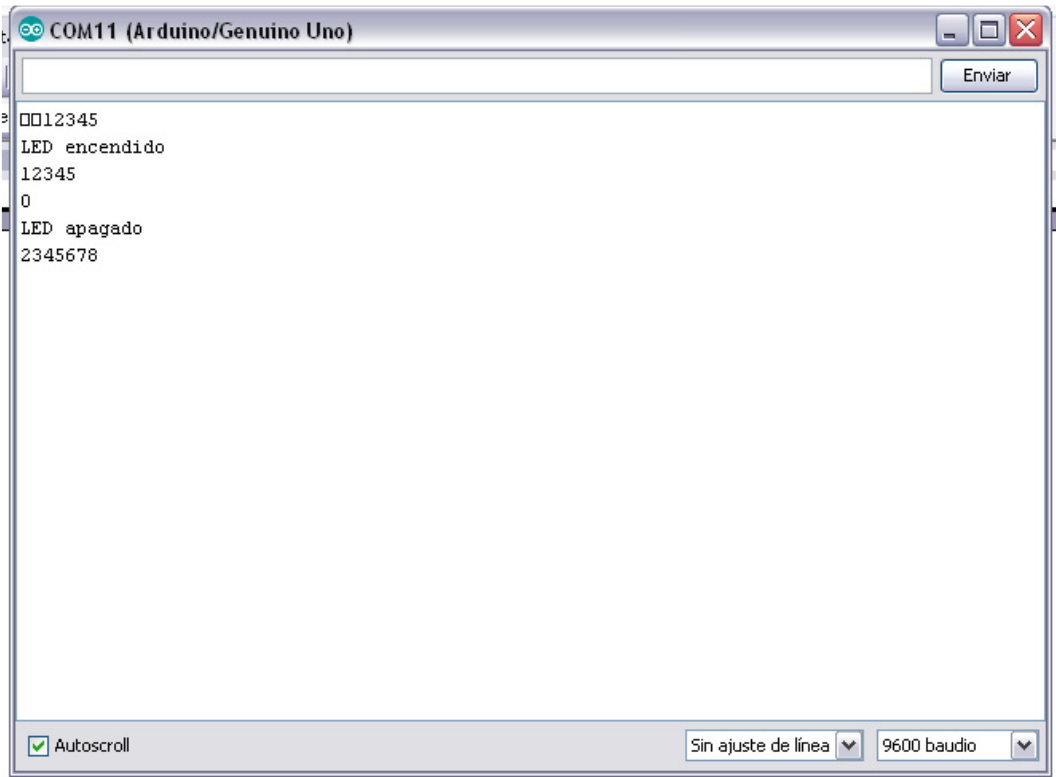 COM11 (Arduino/Genuino Uno)
Enviar
□□12345
LED encendido
12345
0
LED apagado
2345678
Autoscroll
Sin ajuste de línea
9600 baudio